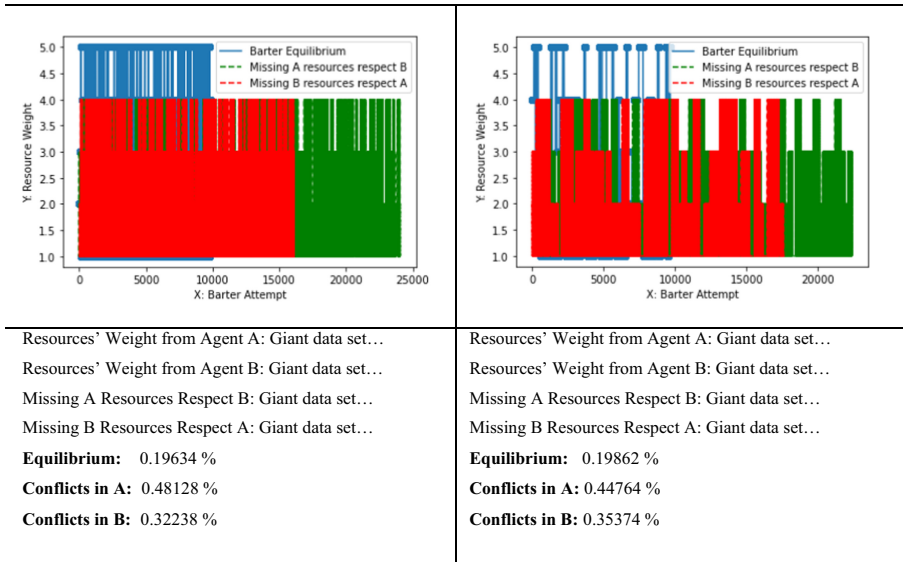 5.0
4.5
4.0
3.5
3.0
2.5
2.0
1.5
1.0
Y: Resource Weight
Barter Equilibrium
Missing A resources respect B
Missing B resources respect A
0 5000 10000 15000 20000 25000
X: Barter Attempt
5.0
4.5
4.0
3.5
3.0
2.5
2.0
1.5
1.0
Y: Resource Weight
Barter Equilibrium
Missing A resources respect B
Missing B resources respect A
0 5000 10000 15000 20000
X: Barter Attempt
Resources’ Weight from Agent A: Giant data set…
Resources’ Weight from Agent B: Giant data set…
Missing A Resources Respect B: Giant data set…
Missing B Resources Respect A: Giant data set…
Equilibrium: 0.19634 %
Conflicts in A: 0.48128 %
Conflicts in B: 0.32238 %
Resources’ Weight from Agent A: Giant data set…
Resources’ Weight from Agent B: Giant data set…
Missing A Resources Respect B: Giant data set…
Missing B Resources Respect A: Giant data set…
Equilibrium: 0.19862 %
Conflicts in A: 0.44764 %
Conflicts in B: 0.35374 %